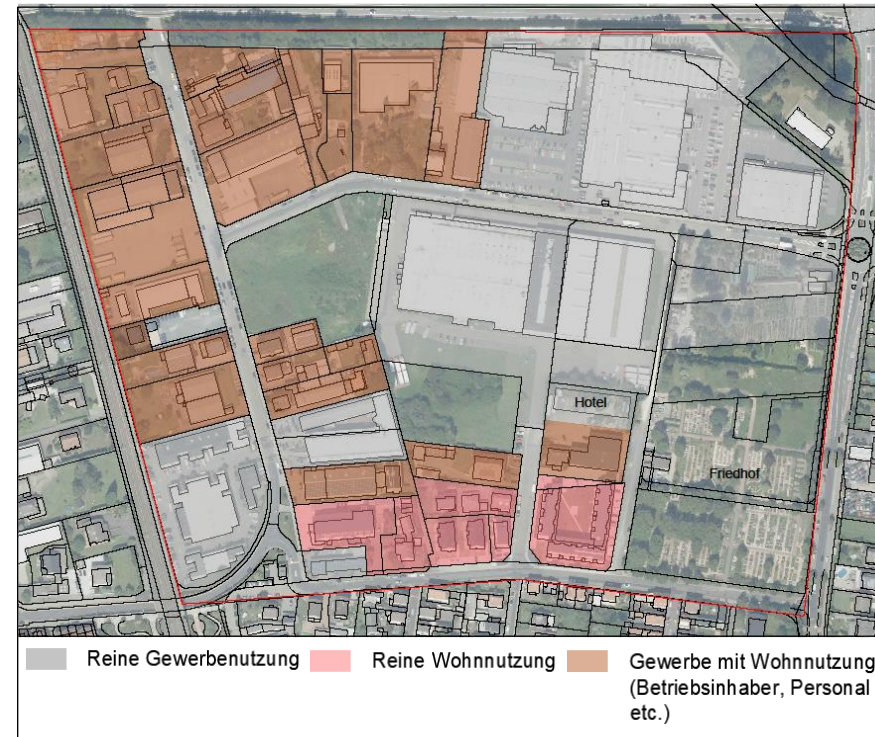 Hotel
Friedhof
Reine Gewerbenutzung
Reine Wohnnutzung
Gewerbe mit Wohnnutzung
(Betriebsinhaber, Personal
etc.)